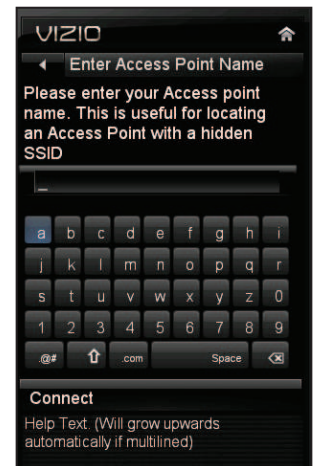 VIZIO
Enter Access Point Name
Please enter your Access point
name. This is useful for locating
an Access Point with a hidden
SSID
_
a b c d e f g h i
j k l m n o p q r
s t u v w x y z 0
1 2 3 4 5 6 7 8 9
.@# .com Space
Connect
Help Text. (Will grow upwards
automatically if multilined)